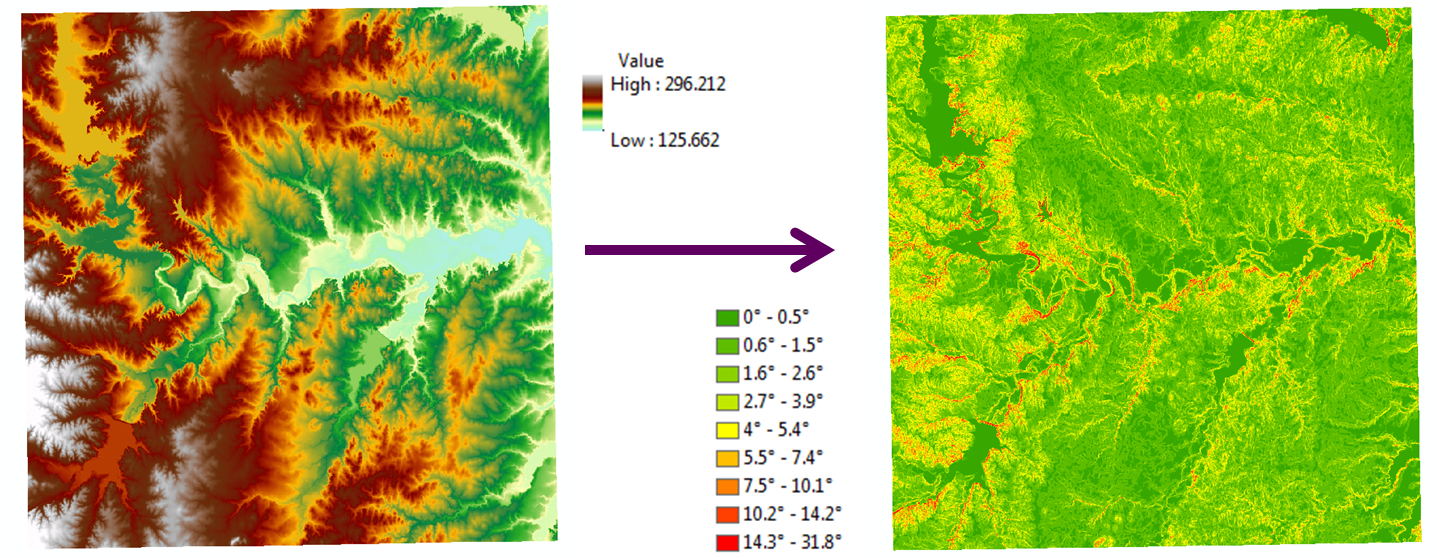 Value
High : 296.212
Low : 125.662
0° - 0.5°
0.6° - 1.5°
1.6° - 2.6°
2.7° - 3.9°
4° - 5.4°
5.5° - 7.4°
7.5° - 10.1°
10.2° - 14.2°
14.3° - 31.8°